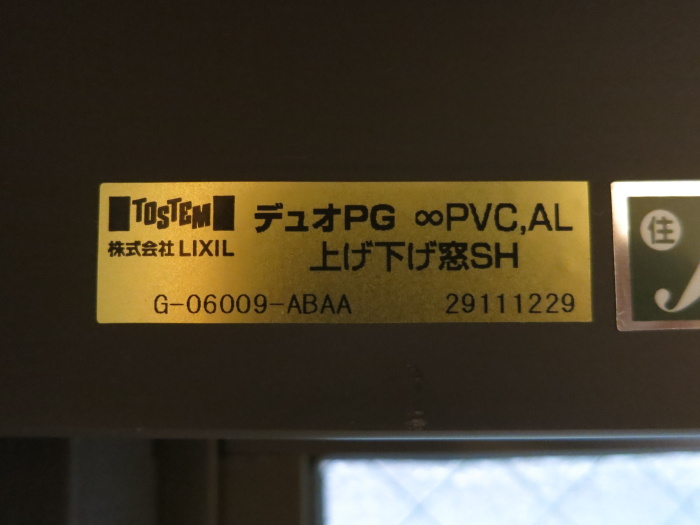 TOSTEM デュオPG ∞PVC,AL
株式会社 LIXIL 上げ下げ窓SH
G-06009-ABAA 29111229
住